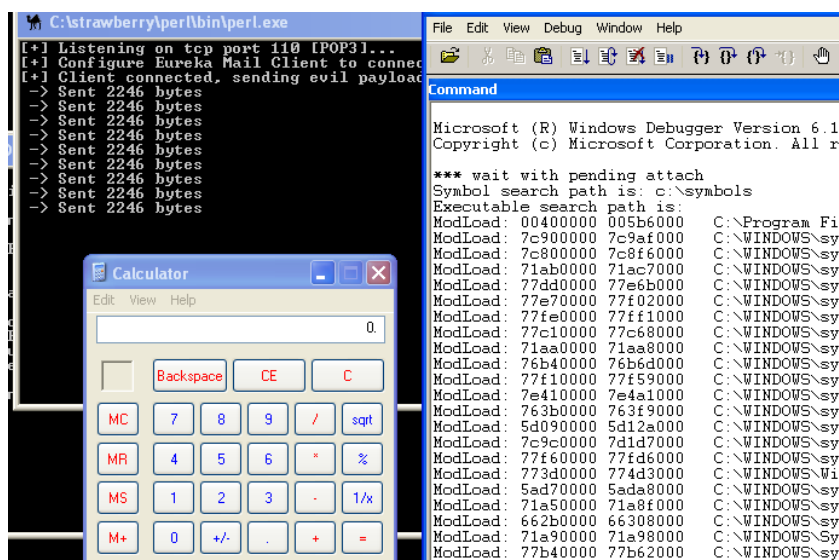 C:\strawberry\perl\bin\perl.exe
[+] Listening on tcp port 110 [POP3]...
[+] Configure Eureka Mail Client to connec
[+] Client connected, sending evil payload
-> Sent 2246 bytes
-> Sent 2246 bytes
-> Sent 2246 bytes
-> Sent 2246 bytes
-> Sent 2246 bytes
-> Sent 2246 bytes
-> Sent 2246 bytes
-> Sent 2246 bytes
-> Sent 2246 bytes
Calculator
Edit View Help
0.
Backspace CE C
MC 7 8 9 / sqrt
MR 4 5 6 * %
MS 1 2 3 - 1/x
M+ 0 +/- . + =
File Edit View Debug Window Help
Command
Microsoft (R) Windows Debugger Version 6.1
Copyright (c) Microsoft Corporation. All r
*** wait with pending attach
Symbol search path is: c:\symbols
Executable search path is:
ModLoad: 00400000 005b6000 C:\Program Fi
ModLoad: 7c900000 7c9af000 C:\WINDOWS\sy
ModLoad: 7c800000 7c8f6000 C:\WINDOWS\sy
ModLoad: 71ab0000 71ac7000 C:\WINDOWS\sy
ModLoad: 77dd0000 77e6b000 C:\WINDOWS\sy
ModLoad: 77e70000 77f02000 C:\WINDOWS\sy
ModLoad: 77fe0000 77ff1000 C:\WINDOWS\sy
ModLoad: 77c10000 77c68000 C:\WINDOWS\sy
ModLoad: 71aa0000 71aa8000 C:\WINDOWS\sy
ModLoad: 76b40000 76b6d000 C:\WINDOWS\sy
ModLoad: 77f10000 77f59000 C:\WINDOWS\sy
ModLoad: 7e410000 7e4a1000 C:\WINDOWS\sy
ModLoad: 763b0000 763f9000 C:\WINDOWS\sy
ModLoad: 5d090000 5d12a000 C:\WINDOWS\sy
ModLoad: 7c9c0000 7d1d7000 C:\WINDOWS\sy
ModLoad: 77f60000 77fd6000 C:\WINDOWS\sy
ModLoad: 773d0000 774d3000 C:\WINDOWS\Wi
ModLoad: 5ad70000 5ada8000 C:\WINDOWS\sy
ModLoad: 71a50000 71a8f000 C:\WINDOWS\sy
ModLoad: 662b0000 66308000 C:\WINDOWS\sy
ModLoad: 71a90000 71a98000 C:\WINDOWS\Sy
ModLoad: 77b40000 77b62000 C:\WINDOWS\sy